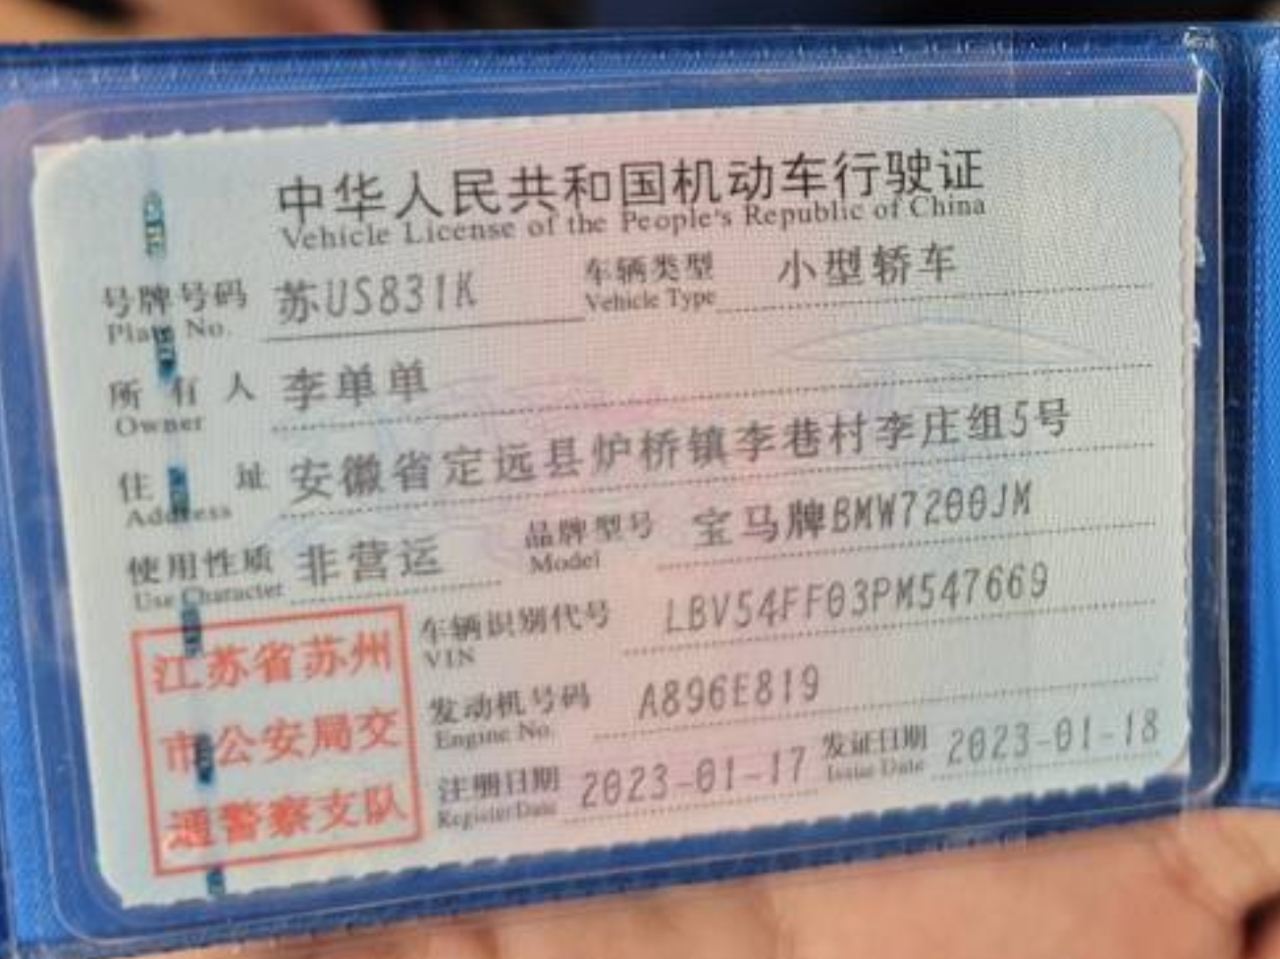 中华人民共和国机动车行驶证
Vehicle License of the People's Republic of China
号牌号码 苏US831K 车辆类型 小型轿车
Plate No. Vehicle Type
所有人 李单单
Owner
住址 安徽省定远县炉桥镇李巷村李庄组5号
Address
使用性质 非营运 品牌型号 宝马牌BMW7200JM
Use Character Model
车辆识别代号 LBV54FF03PM547669
VIN
发动机号码 A896E819
Engine No.
注册日期 2023-01-17 发证日期 2023-01-18
Register Date Issue Date
江苏省苏州
市公安局交
通警察支队